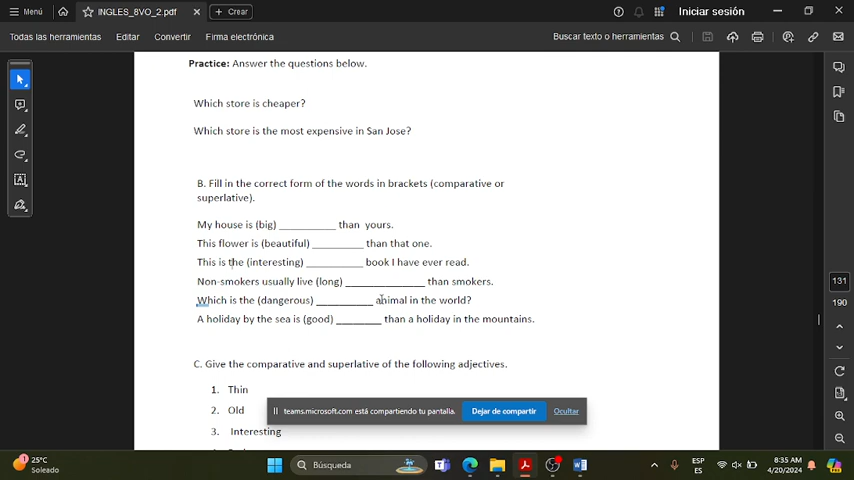 Menú
INGLES_8VO_2.pdf
Crear
Iniciar sesión
Todas las herramientas
Editar
Convertir
Firma electrónica
Buscar texto o herramientas
Practice: Answer the questions below.
Which store is cheaper?
Which store is the most expensive in San Jose?
B. Fill in the correct form of the words in brackets (comparative or
superlative).
My house is (big) ___________ than yours.
This flower is (beautiful) __________ than that one.
This is the (interesting) ___________ book I have ever read.
Non-smokers usually live (long) _______________ than smokers.
Which is the (dangerous) ___________ animal in the world?
A holiday by the sea is (good) ________ than a holiday in the mountains.
C. Give the comparative and superlative of the following adjectives.
1. Thin
2. Old
3. Interesting
teams.microsoft.com está compartiendo tu pantalla.
Dejar de compartir
Ocultar
131
190
25°C
Soleado
Búsqueda
ESP
ES
8:35 AM
4/20/2024